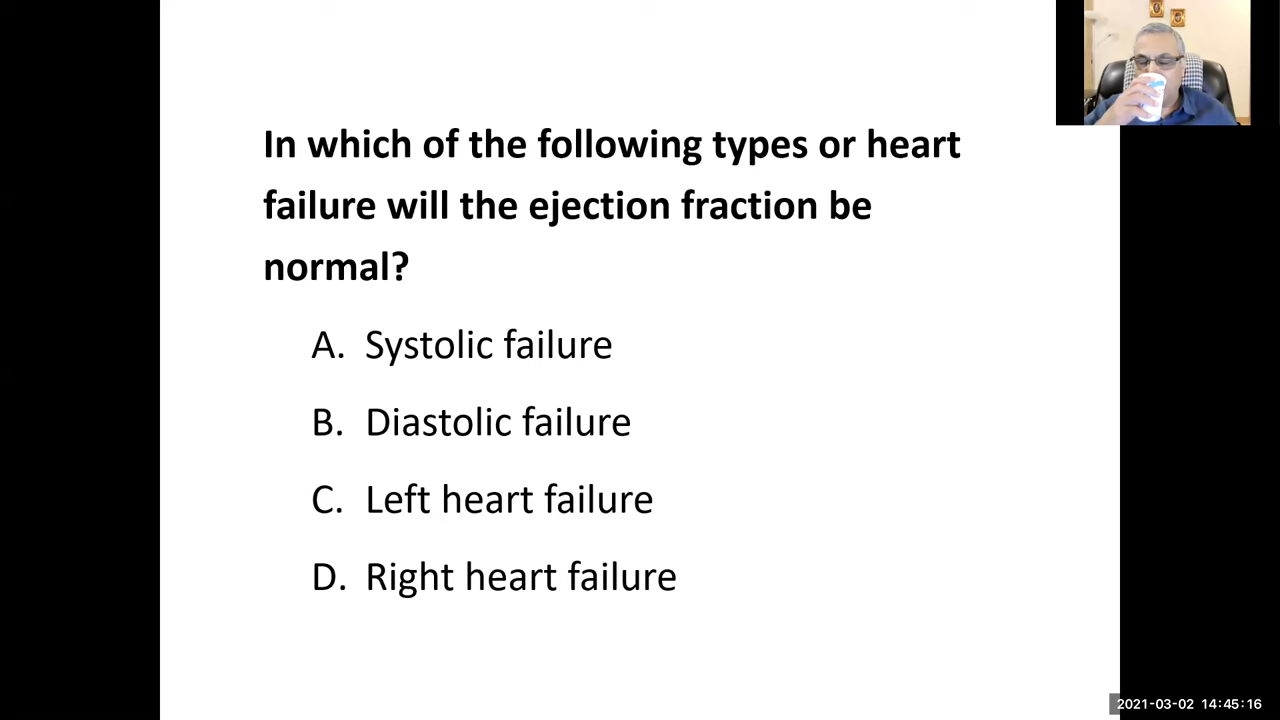 In which of the following types or heart
failure will the ejection fraction be
normal?
A. Systolic failure
B. Diastolic failure
C. Left heart failure
D. Right heart failure
2021-03-02 14:45:16